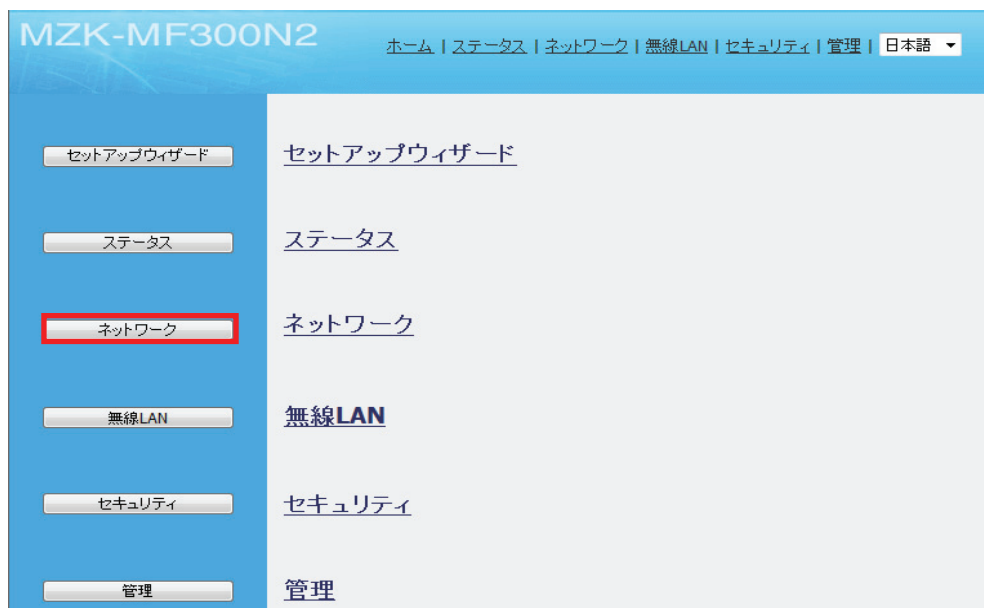 MZK-MF300N2
ホーム | ステータス | ネットワーク | 無線LAN | セキュリティ | 管理 | 日本語
セットアップウィザード セットアップウィザード
ステータス ステータス
ネットワーク ネットワーク
無線LAN 無線LAN
セキュリティ セキュリティ
管理 管理